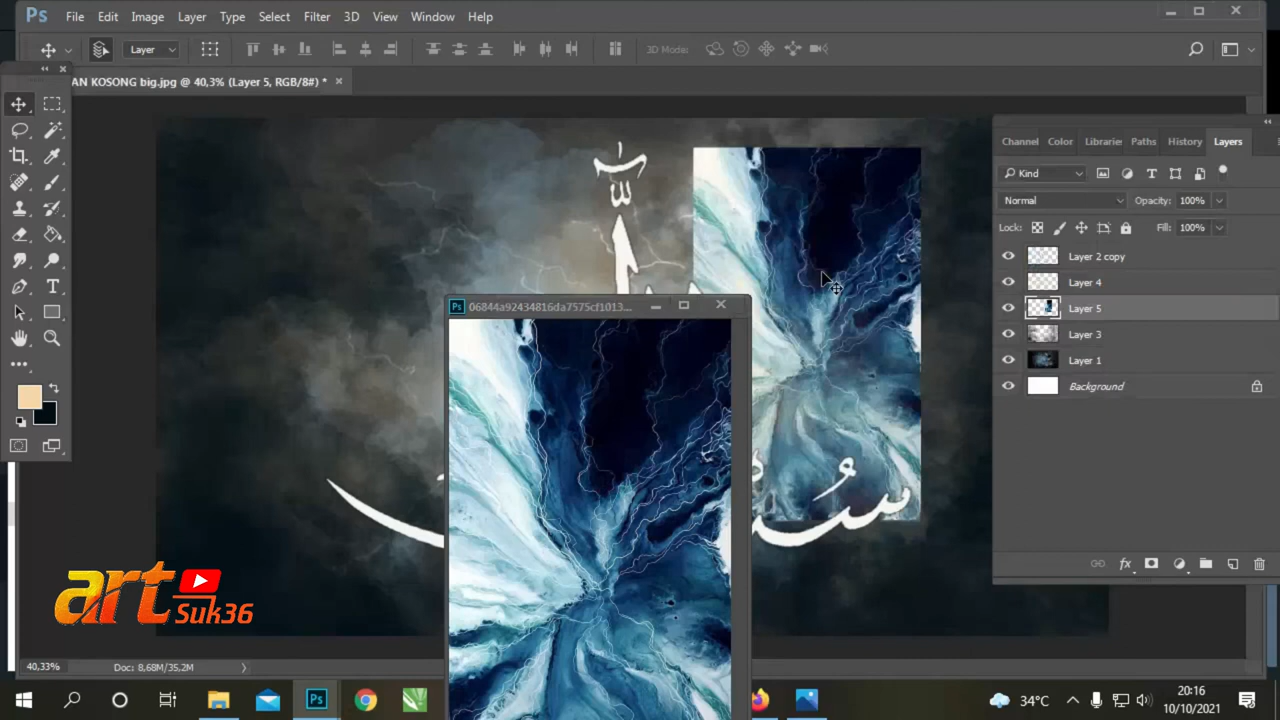 Ps File Edit Image Layer Type Select Filter 3D View Window Help
Layer 3D Mode:
AN KOSONG big.jpg @ 40,3% (Layer 5, RGB/8#) *
Channel Color Librarie Paths History Layers
Kind
Normal Opacity: 100%
Lock: Fill: 100%
Layer 2 copy
Layer 4
Layer 5
Layer 3
Layer 1
Background
Ps 06844a92434816da7575cf1013...
art
Suk36
40,33% Doc: 8,68M/35,2M
Ps 34°C 20:16
10/10/2021